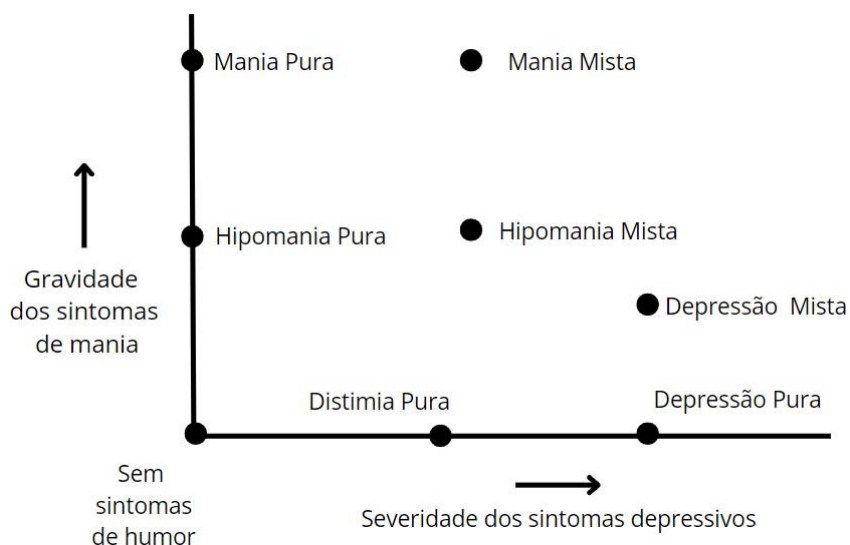 Mania Pura
Mania Mista
Hipomania Pura
Hipomania Mista
Gravidade
dos sintomas
de mania
Depressão Mista
Distimia Pura
Depressão Pura
Sem
sintomas
de humor
Severidade dos sintomas depressivos